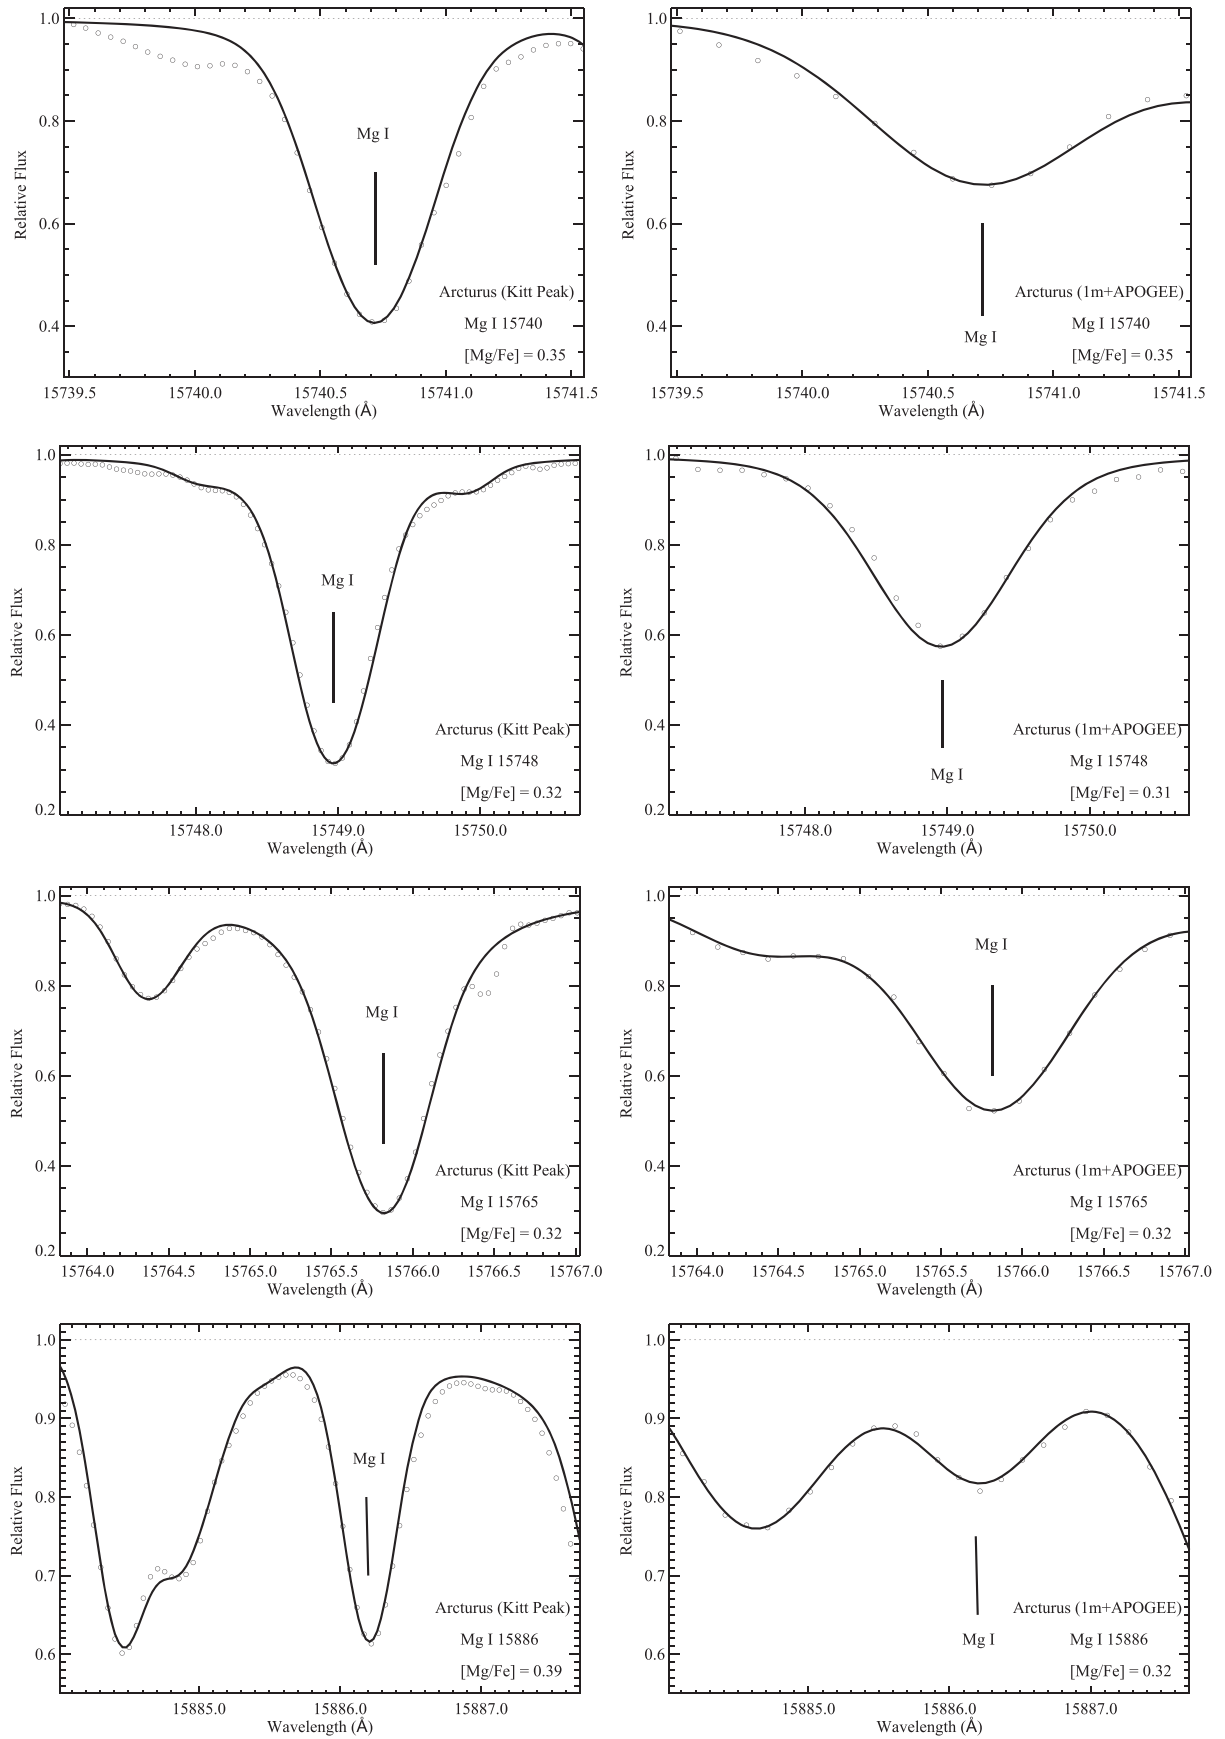 1.0
0.8
0.6
0.4
Relative Flux
Mg I
Arcturus (Kitt Peak)
Mg I 15740
[Mg/Fe] = 0.35
15739.5 15740.0 15740.5 15741.0 15741.5
Wavelength (Å)
1.0
0.8
0.6
0.4
Relative Flux
Mg I
Arcturus (1m+APOGEE)
Mg I 15740
[Mg/Fe] = 0.35
15739.5 15740.0 15740.5 15741.0 15741.5
Wavelength (Å)
1.0
0.8
0.6
0.4
0.2
Relative Flux
Mg I
Arcturus (Kitt Peak)
Mg I 15748
[Mg/Fe] = 0.32
15748.0 15749.0 15750.0
Wavelength (Å)
1.0
0.8
0.6
0.4
0.2
Relative Flux
Mg I
Arcturus (1m+APOGEE)
Mg I 15748
[Mg/Fe] = 0.31
15748.0 15749.0 15750.0
Wavelength (Å)
1.0
0.8
0.6
0.4
0.2
Relative Flux
Mg I
Arcturus (Kitt Peak)
Mg I 15765
[Mg/Fe] = 0.32
15764.0 15764.5 15765.0 15765.5 15766.0 15766.5 15767.0
Wavelength (Å)
1.0
0.8
0.6
0.4
0.2
Relative Flux
Mg I
Arcturus (1m+APOGEE)
Mg I 15765
[Mg/Fe] = 0.32
15764.0 15764.5 15765.0 15765.5 15766.0 15766.5 15767.0
Wavelength (Å)
1.0
0.9
0.8
0.7
0.6
Relative Flux
Mg I
Arcturus (Kitt Peak)
Mg I 15886
[Mg/Fe] = 0.39
15885.0 15886.0 15887.0
Wavelength (Å)
1.0
0.9
0.8
0.7
0.6
Relative Flux
Mg I
Arcturus (1m+APOGEE)
Mg I 15886
[Mg/Fe] = 0.32
15885.0 15886.0 15887.0
Wavelength (Å)